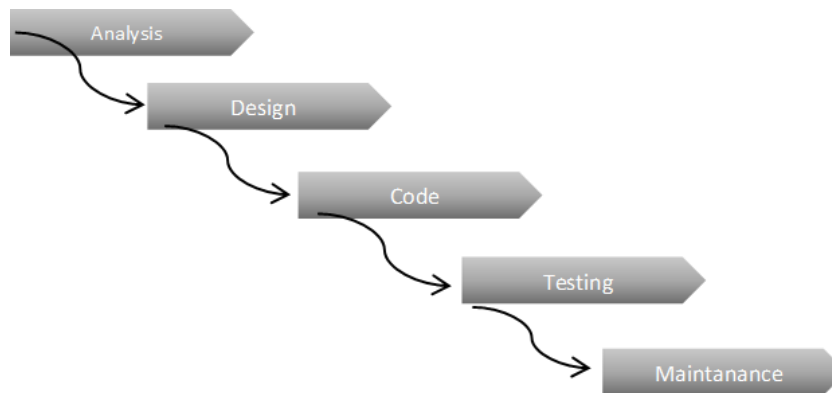 Analysis
Design
Code
Testing
Maintanance